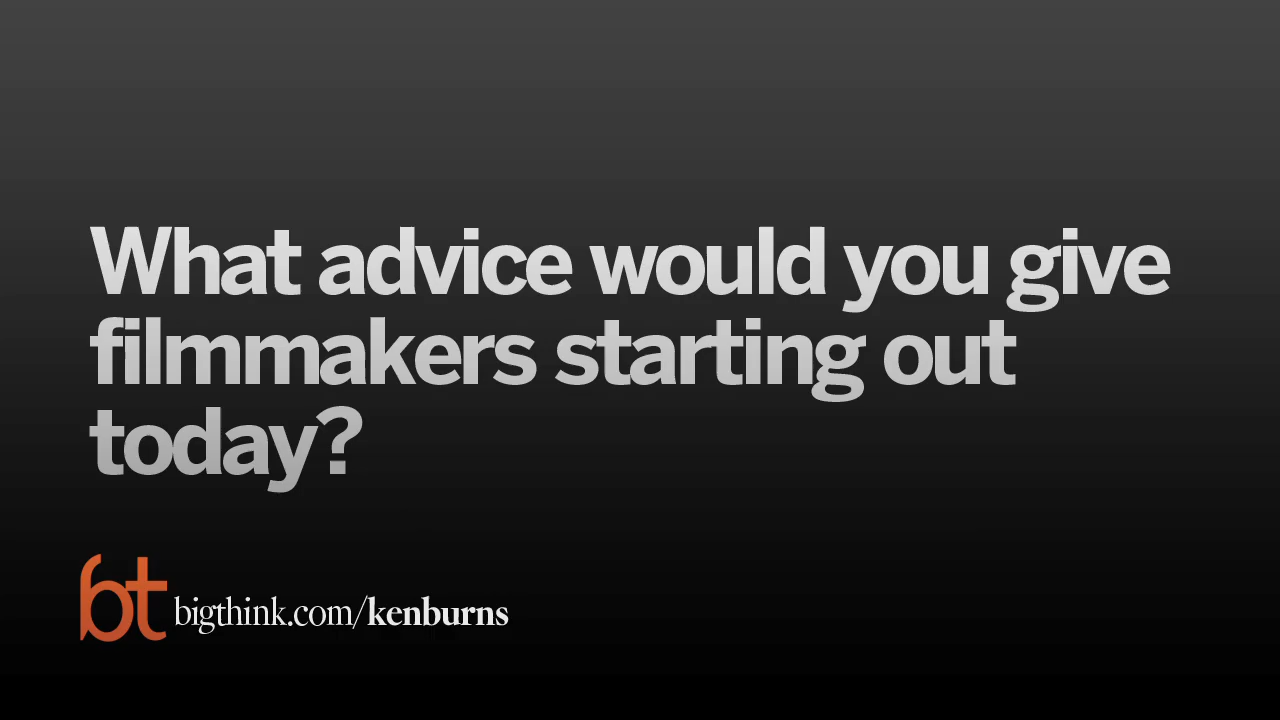 What advice would you give
filmmakers starting out
today?
bt bigthink.com/kenburns